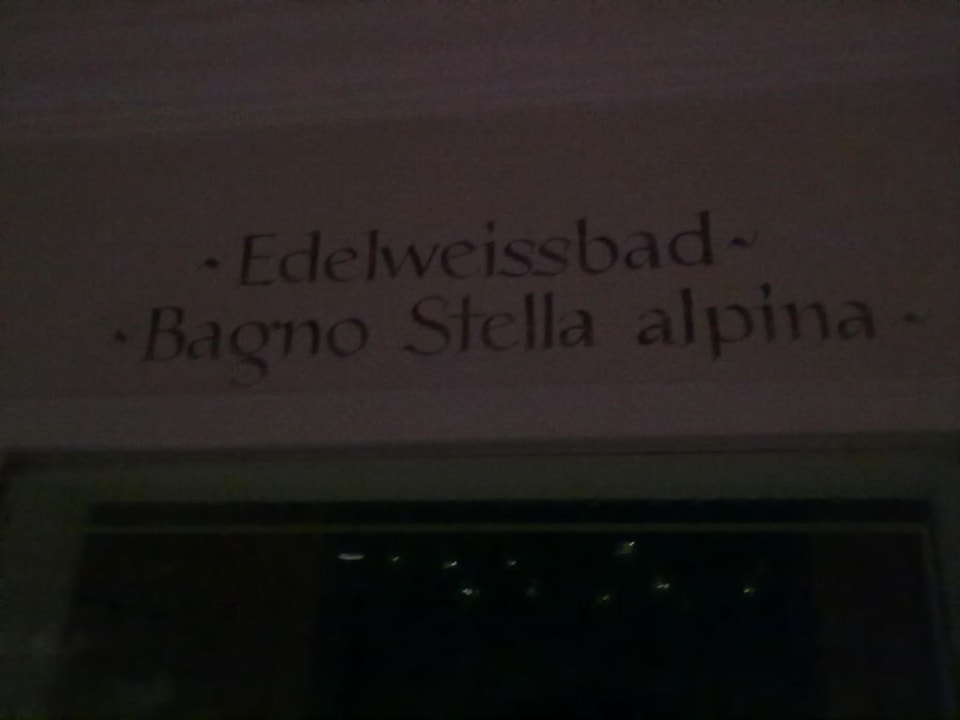 · Edelweissbad ·
· Bagno Stella alpina ·